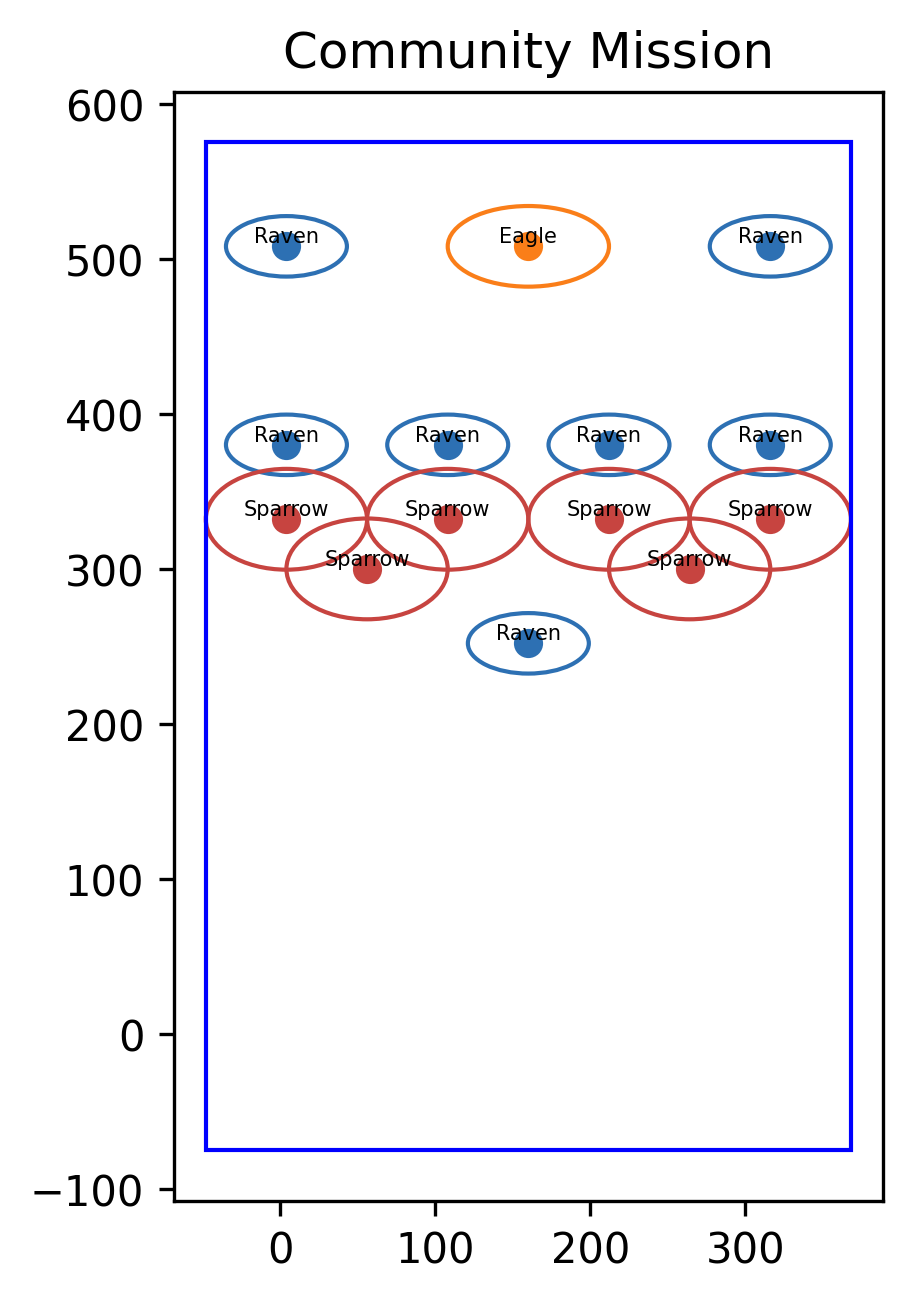 Community Mission
600
Raven Eagle Raven
500
400
Raven Raven Raven Raven
Sparrow Sparrow Sparrow Sparrow
300
Sparrow Sparrow
Raven
200
100
0
−100
0 100 200 300